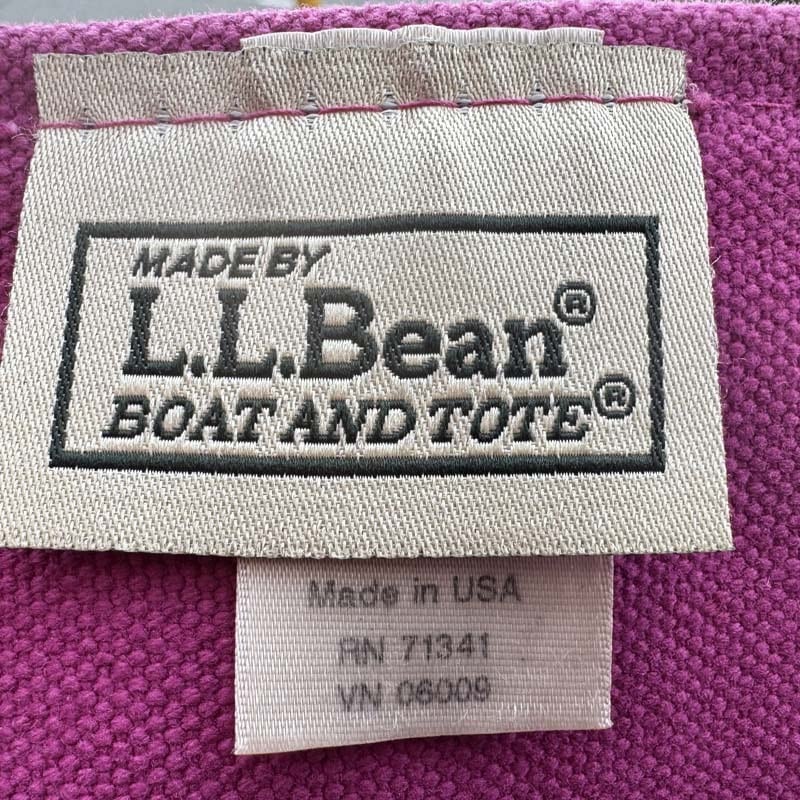 MADE BY
L.L.Bean®
BOAT AND TOTE®
Made in USA
RN 71341
VN 06009